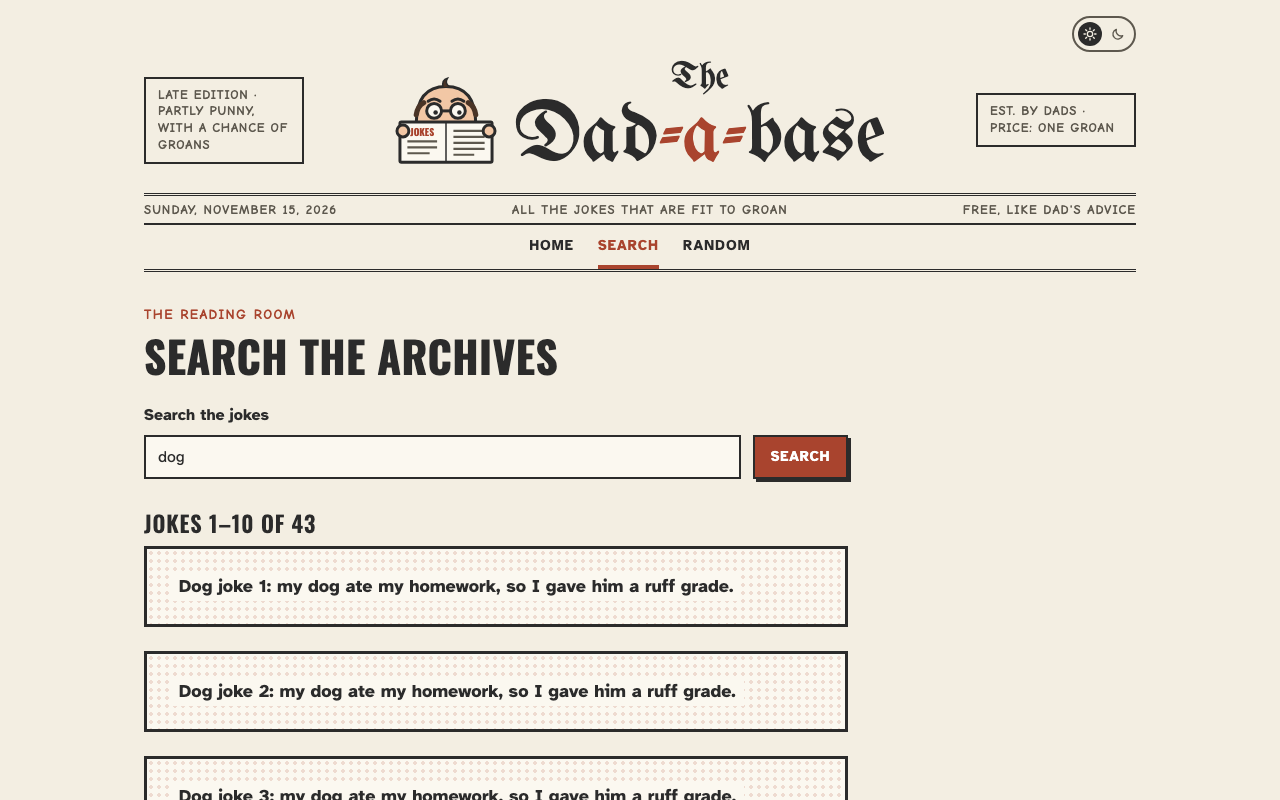 LATE EDITION ·
PARTLY PUNNY,
WITH A CHANCE OF
GROANS
JOKES
The
Dad-a-base
EST. BY DADS ·
PRICE: ONE GROAN
SUNDAY, NOVEMBER 15, 2026
ALL THE JOKES THAT ARE FIT TO GROAN
FREE, LIKE DAD'S ADVICE
HOME SEARCH RANDOM
THE READING ROOM
SEARCH THE ARCHIVES
Search the jokes
dog
SEARCH
JOKES 1–10 OF 43
Dog joke 1: my dog ate my homework, so I gave him a ruff grade.
Dog joke 2: my dog ate my homework, so I gave him a ruff grade.
Dog joke 3: my dog ate my homework, so I gave him a ruff grade.